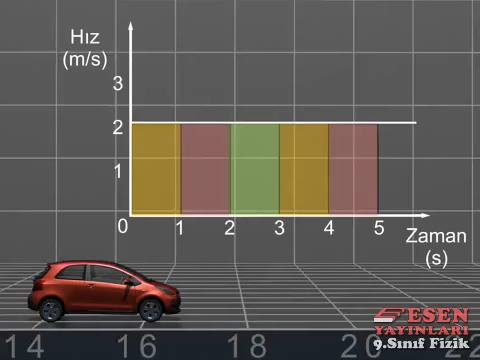 Hız
(m/s)
3
2
1
0
1
2
3
4
5
Zaman
(s)
14
16
18
20
22
ESEN
YAYINLARI
9.Sınıf Fizik